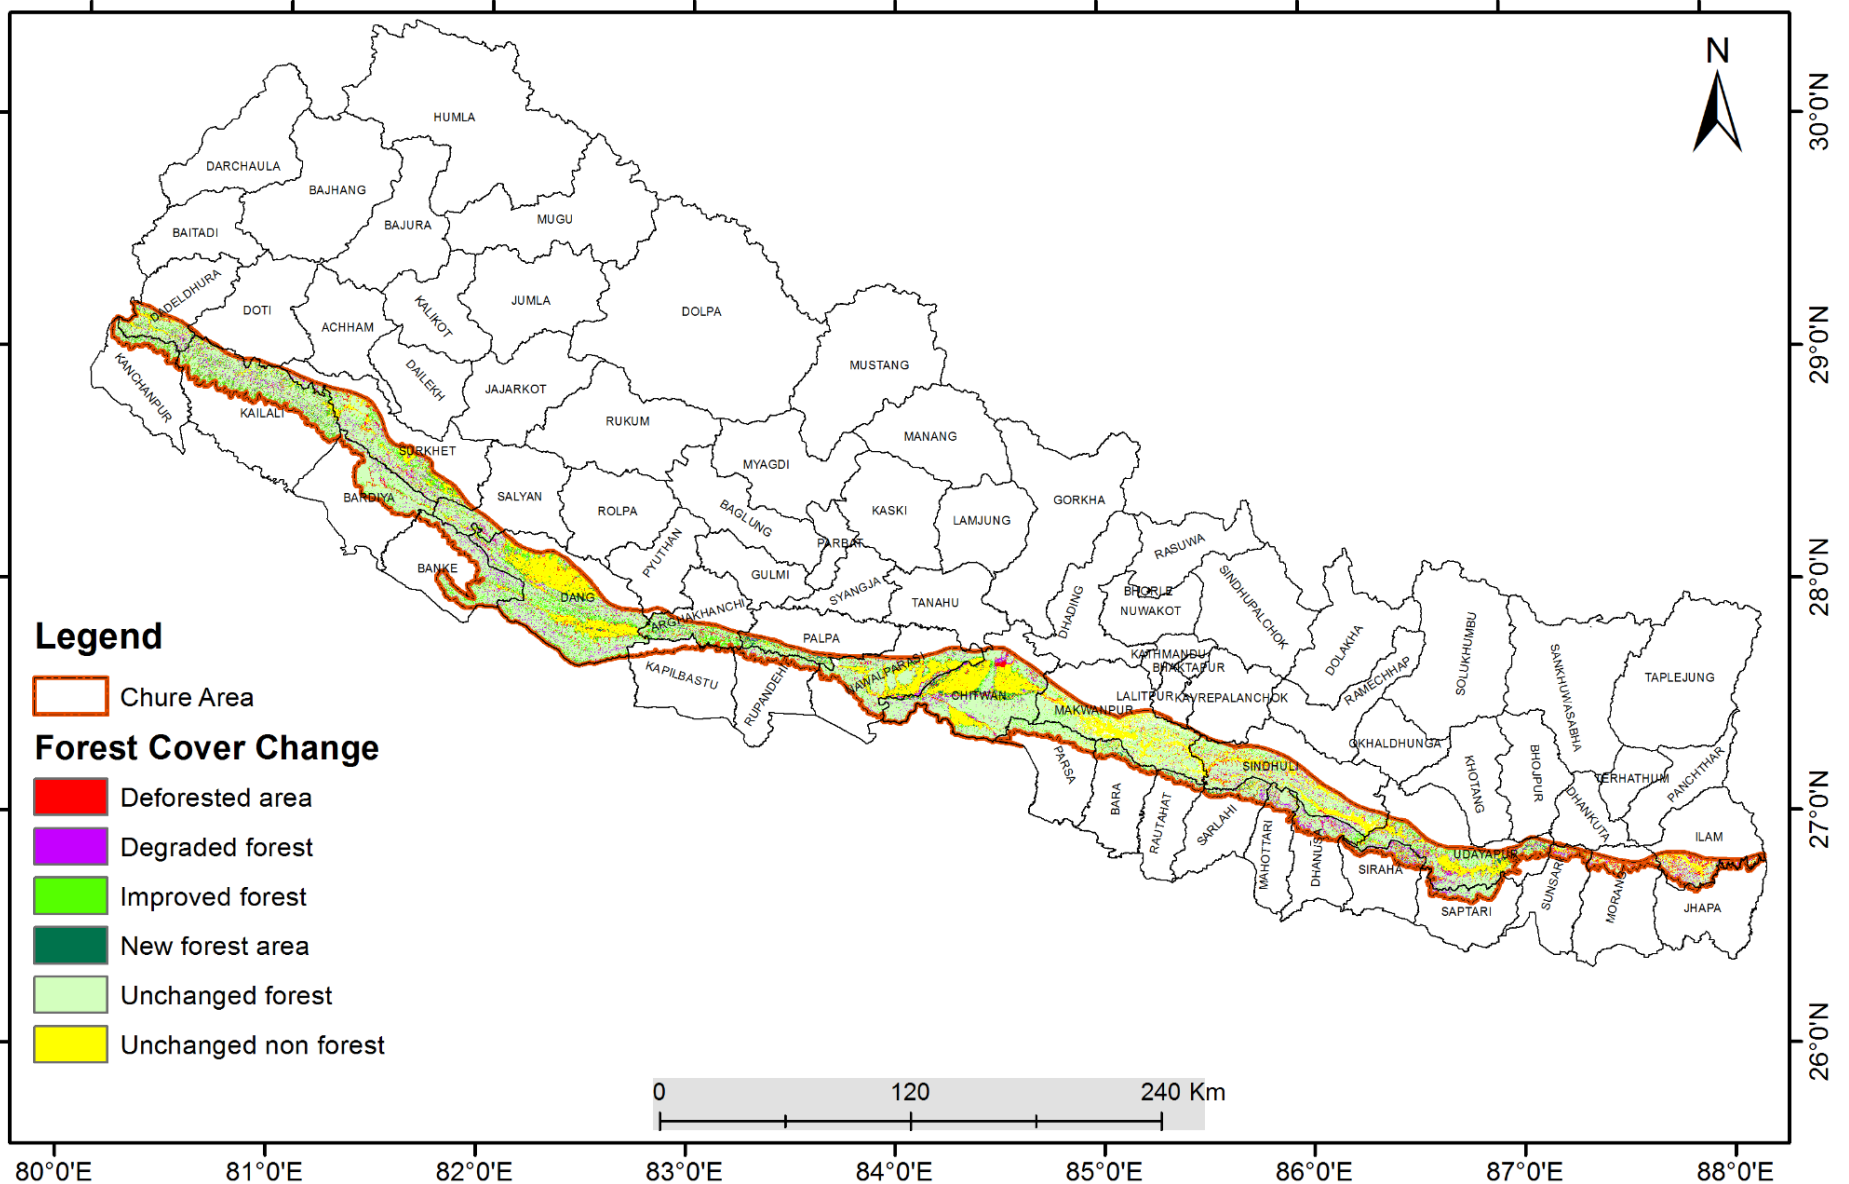 N
HUMLA
DARCHAULA
BAJHANG
MUGU
BAJURA
BAITADI
DADELDHURA
JUMLA
DOTI
DOLPA
KALIKOT
ACHHAM
MUSTANG
DAILEKH
KANCHANPUR
JAJARKOT
KAILALI
RUKUM
MANANG
SURKHET
MYAGDI
BARDIYA
SALYAN
GORKHA
ROLPA
KASKI
BAGLUNG
LAMJUNG
PARBAT
RASUWA
PYUTHAN
BANKE
GULMI
SYANGJA
BHORLE
DANG
TANAHU
DHADING
NUWAKOT
SINDHUPALCHOK
ARGHAKHANCHI
PALPA
DOLAKHA
SOLUKHUMBU
KATHMANDU
BHAKTAPUR
KAPILBASTU
NAWALPARASI
RAMECHHAP
TAPLEJUNG
SANKHUWASABHA
RUPANDEHI
CHITWAN
LALITPUR
KAVREPALANCHOK
MAKWANPUR
OKHALDHUNGA
PARSA
SINDHULI
KHOTANG
BHOJPUR
TERHATHUM
PANCHTHAR
BARA
RAUTAHAT
SARLAHI
DHANKUTA
ILAM
MAHOTTARI
DHANUSA
UDAYAPUR
SIRAHA
SUNSARI
MORANG
SAPTARI
JHAPA
30°0'N
29°0'N
28°0'N
27°0'N
26°0'N
Legend
Chure Area
Forest Cover Change
Deforested area
Degraded forest
Improved forest
New forest area
Unchanged forest
Unchanged non forest
0 120 240 Km
80°0'E 81°0'E 82°0'E 83°0'E 84°0'E 85°0'E 86°0'E 87°0'E 88°0'E